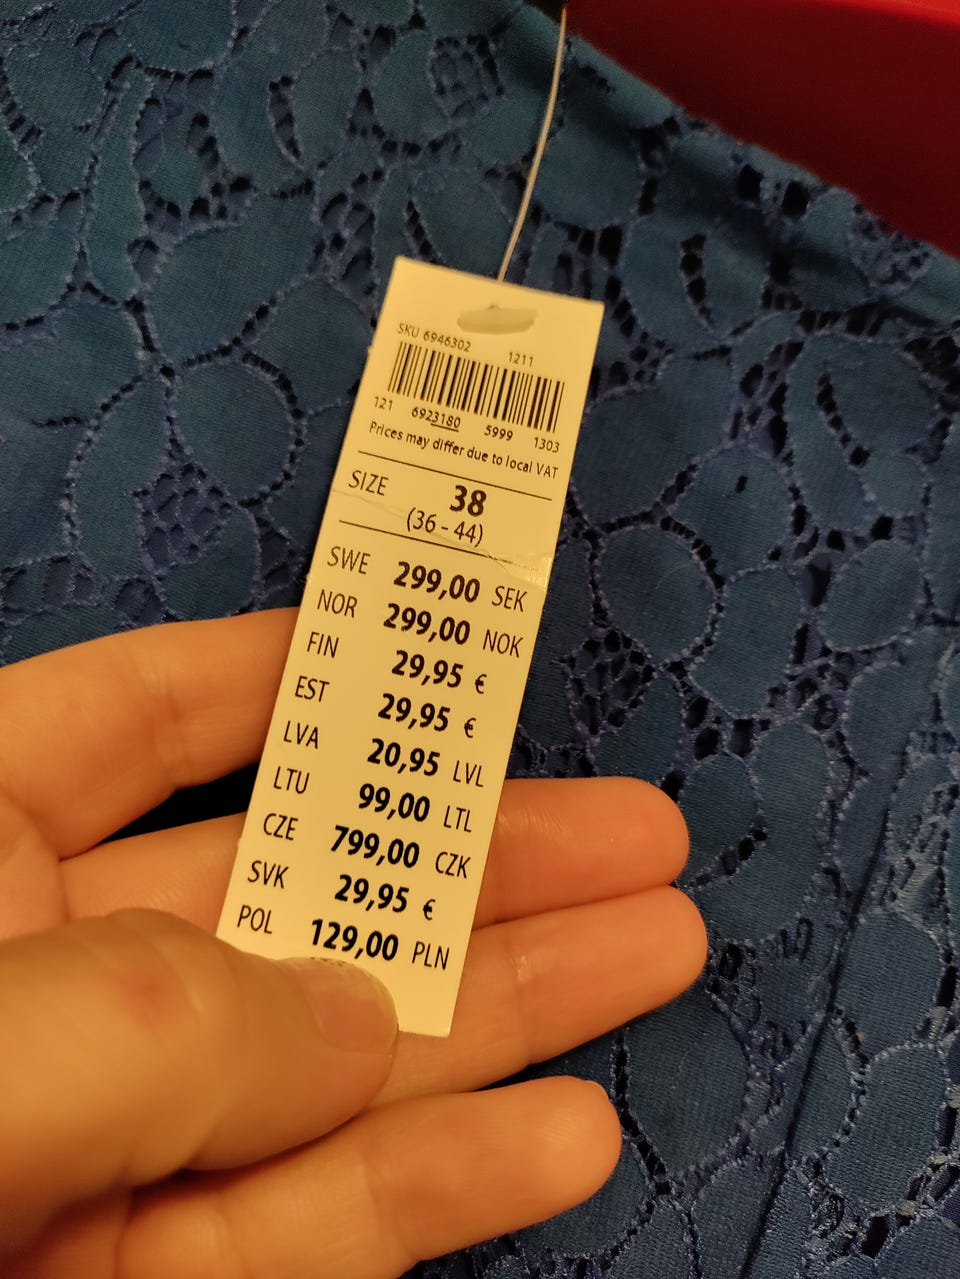 SKU 6946302 1211
121 6923180 5999 1303
Prices may differ due to local VAT
SIZE 38
(36 - 44)
SWE 299,00 SEK
NOR 299,00 NOK
FIN 29,95 €
EST 29,95 €
LVA 20,95 LVL
LTU 99,00 LTL
CZE 799,00 CZK
SVK 29,95 €
POL 129,00 PLN